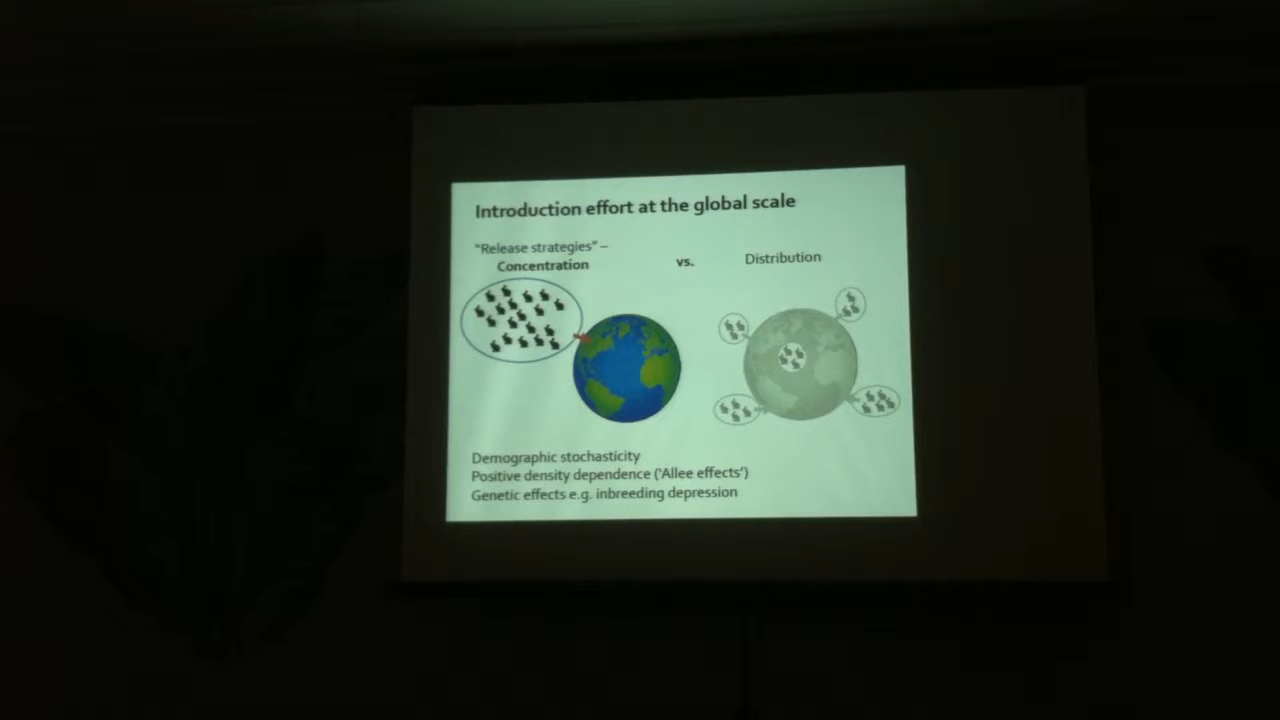 Introduction effort at the global scale
"Release strategies" –
Concentration vs. Distribution
Demographic stochasticity
Positive density dependence ('Allee effects')
Genetic effects e.g. inbreeding depression